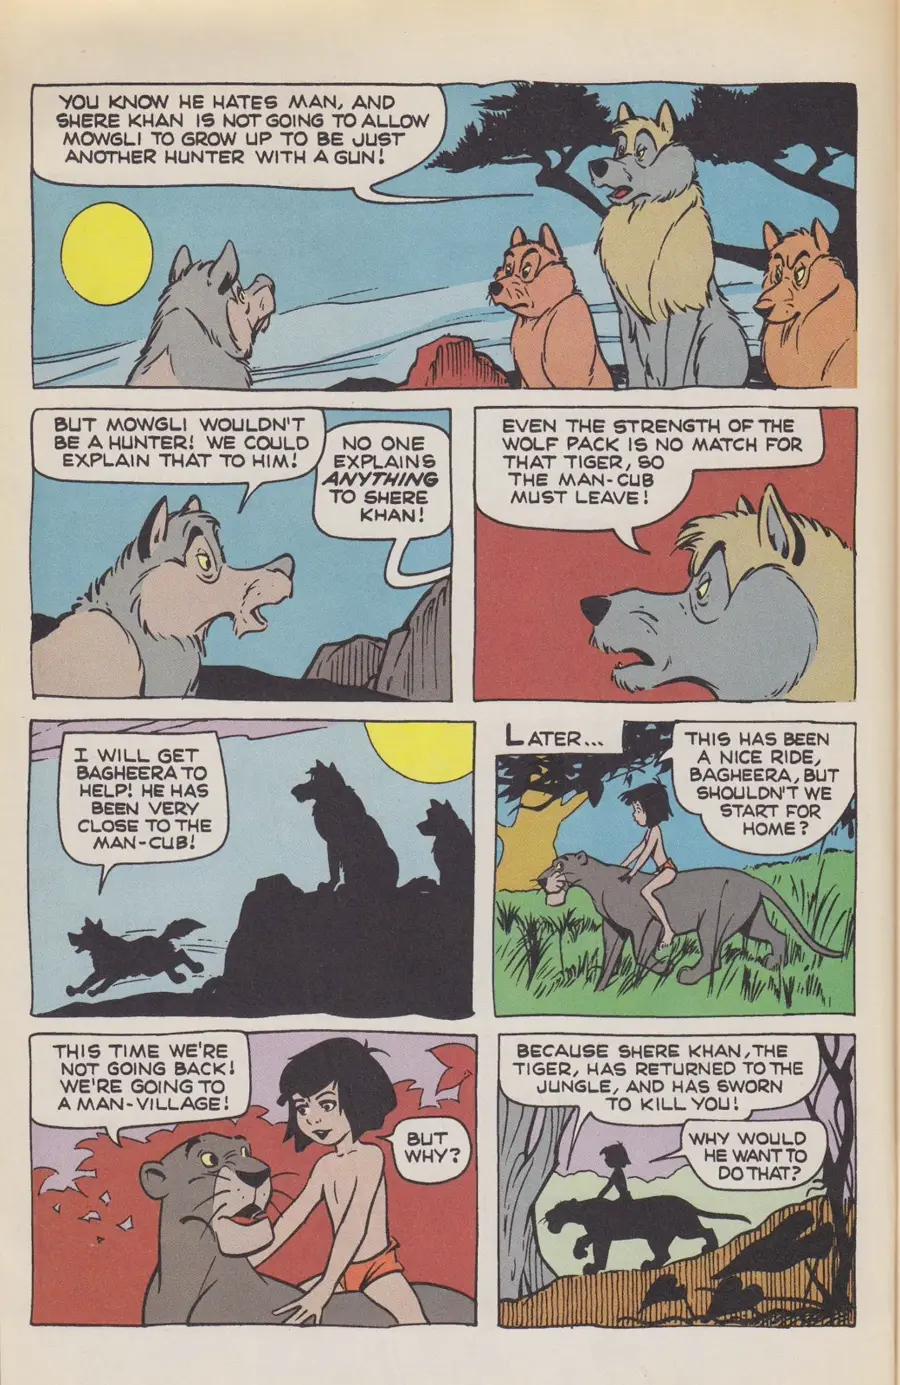 YOU KNOW HE HATES MAN, AND
SHERE KHAN IS NOT GOING TO ALLOW
MOWGLI TO GROW UP TO BE JUST
ANOTHER HUNTER WITH A GUN!
BUT MOWGLI WOULDN'T
BE A HUNTER! WE COULD
EXPLAIN THAT TO HIM!
NO ONE
EXPLAINS
ANYTHING
TO SHERE
KHAN!
EVEN THE STRENGTH OF THE
WOLF PACK IS NO MATCH FOR
THAT TIGER, SO
THE MAN-CUB
MUST LEAVE!
I WILL GET
BAGHEERA TO
HELP! HE HAS
BEEN VERY
CLOSE TO THE
MAN-CUB!
LATER...
THIS HAS BEEN
A NICE RIDE,
BAGHEERA, BUT
SHOULDN'T WE
START FOR
HOME?
THIS TIME WE'RE
NOT GOING BACK!
WE'RE GOING TO
A MAN-VILLAGE!
BUT
WHY?
BECAUSE SHERE KHAN, THE
TIGER, HAS RETURNED TO THE
JUNGLE, AND HAS SWORN
TO KILL YOU!
WHY WOULD
HE WANT TO
DO THAT?